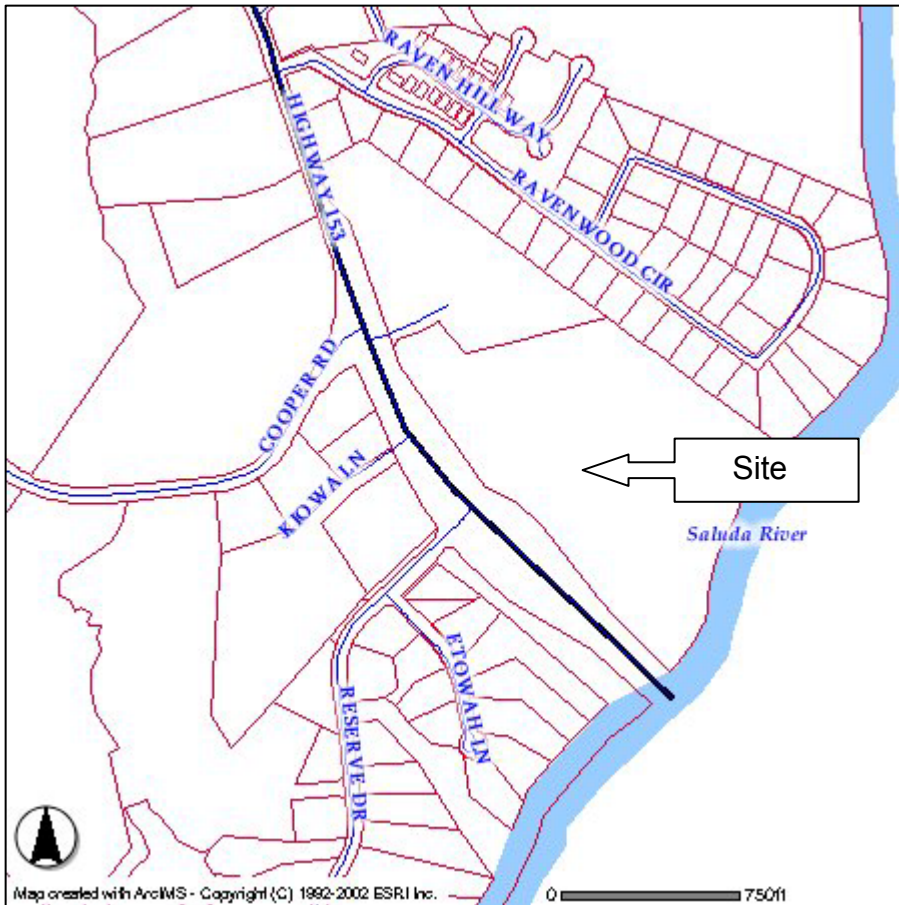 RAVEN HILL WAY
HIGHWAY 153
RAVENWOOD CIR
COOPER RD
KIOWA LN
Site
Saluda River
ETOWAH LN
RESERVE DR
Map created with ArcIMS - Copyright (C) 1992-2002 ESRI Inc.
0 750ft